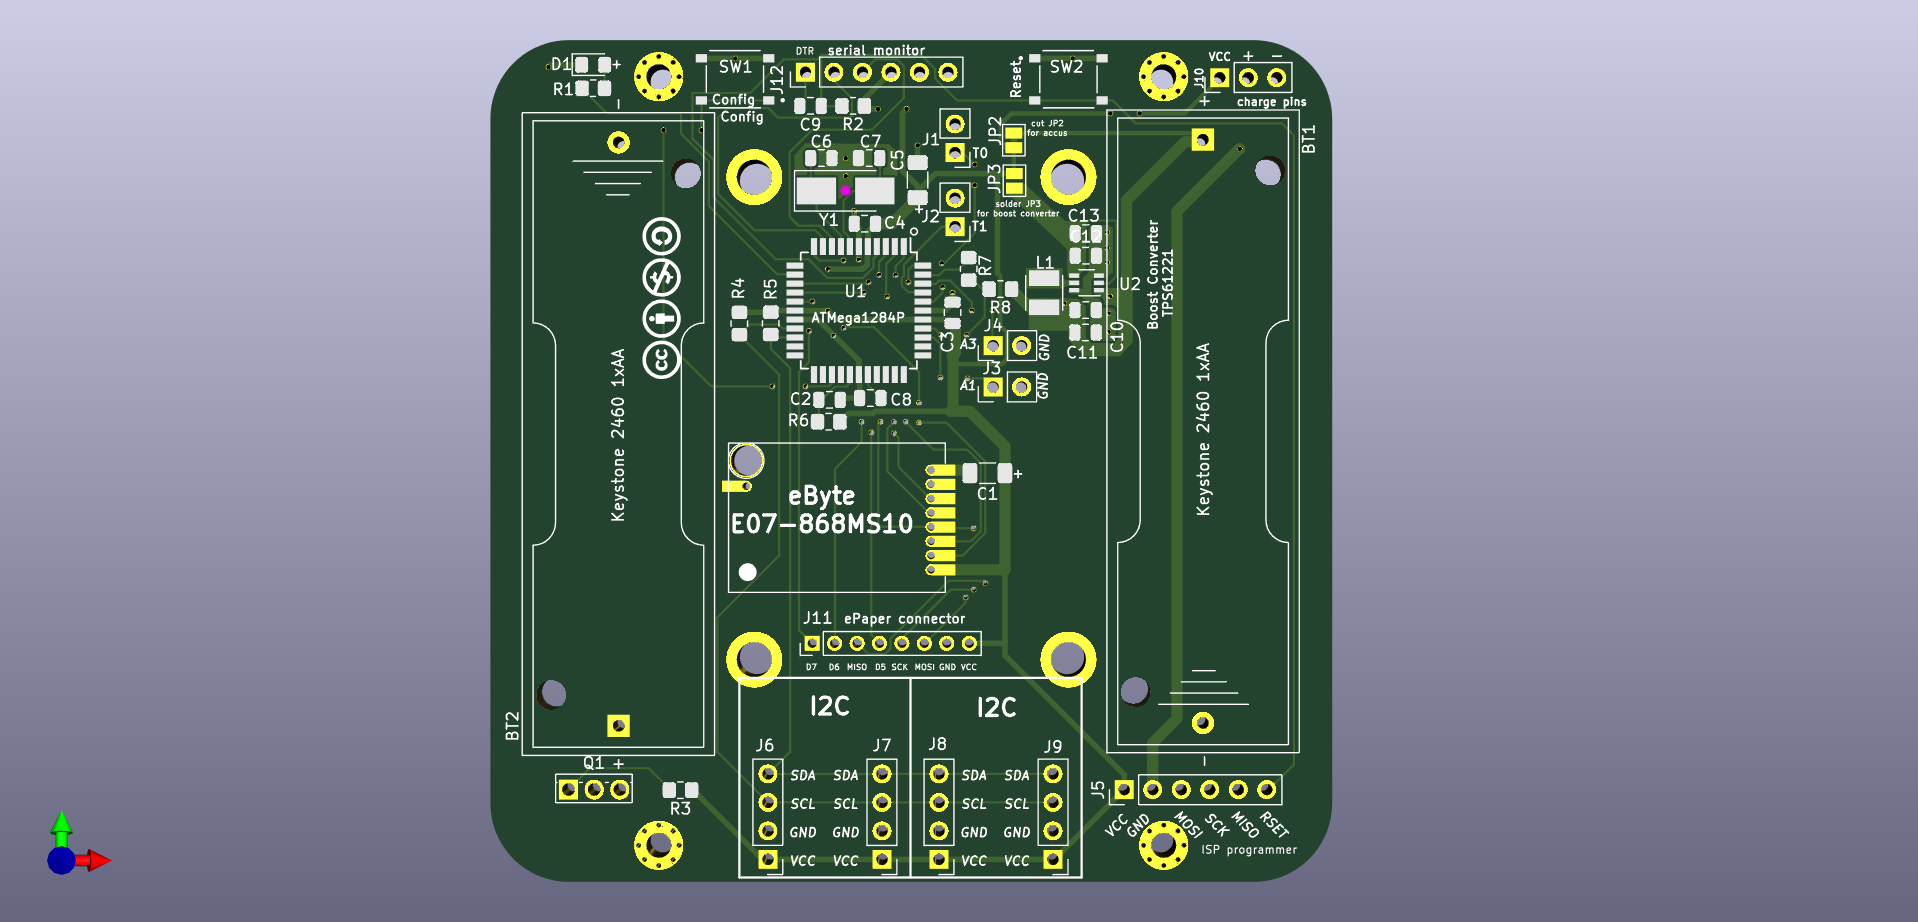 DTR serial monitor
D1 +
R1
SW1
J12
Config
Config
C9 R2
C6 C7
C5
J1
T0
Reset
SW2
JP2
cut JP2
for accus
J10
VCC + -
charge pins
+
BT1
JP3
solder JP3
for boost converter
Y1
C4
+
J2
T1
C13
C12
R7
L1
R8
U2
Boost Converter
TPS61221
U1
ATMega1284P
R4
R5
C3
J4
A3
GND
C11
C10
J3
A1
GND
cc
Keystone 2460 1xAA
Keystone 2460 1xAA
C2
C8
R6
eByte
E07-868MS10
C1
+
J11 ePaper connector
D7 D6 MISO D5 SCK MOSI GND VCC
I2C I2C
BT2
Q1 +
R3
J6 J7 J8 J9
SDA SDA SDA SDA
SCL SCL SCL SCL
GND GND GND GND
VCC VCC VCC VCC
J5
VCC
GND
MOSI
SCK
MISO
RSET
ISP programmer